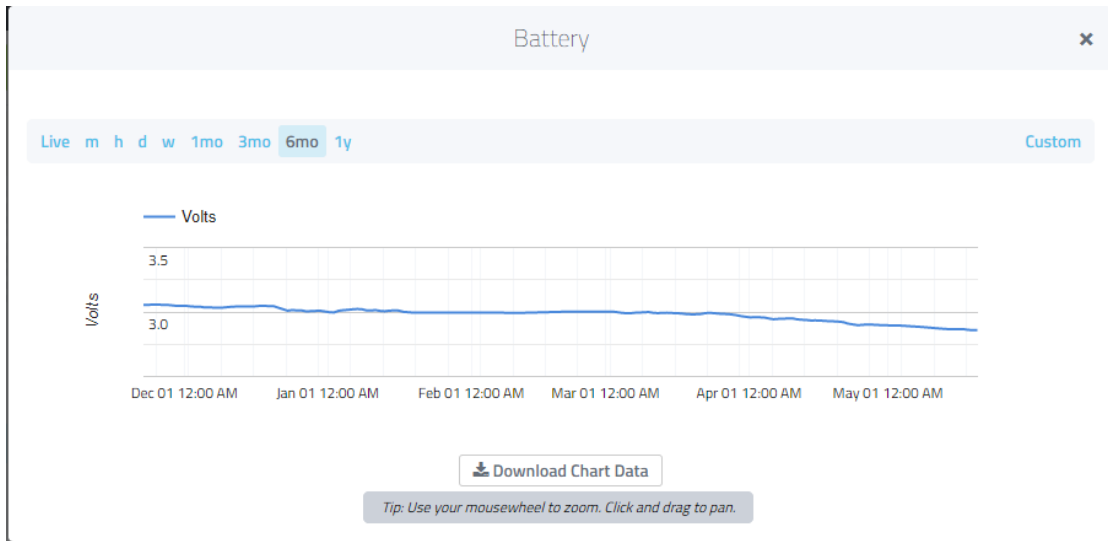 Battery
×
Live m h d w 1mo 3mo 6mo 1y Custom
Volts
3.5
Volts
3.0
Dec 01 12:00 AM Jan 01 12:00 AM Feb 01 12:00 AM Mar 01 12:00 AM Apr 01 12:00 AM May 01 12:00 AM
Download Chart Data
Tip: Use your mousewheel to zoom. Click and drag to pan.